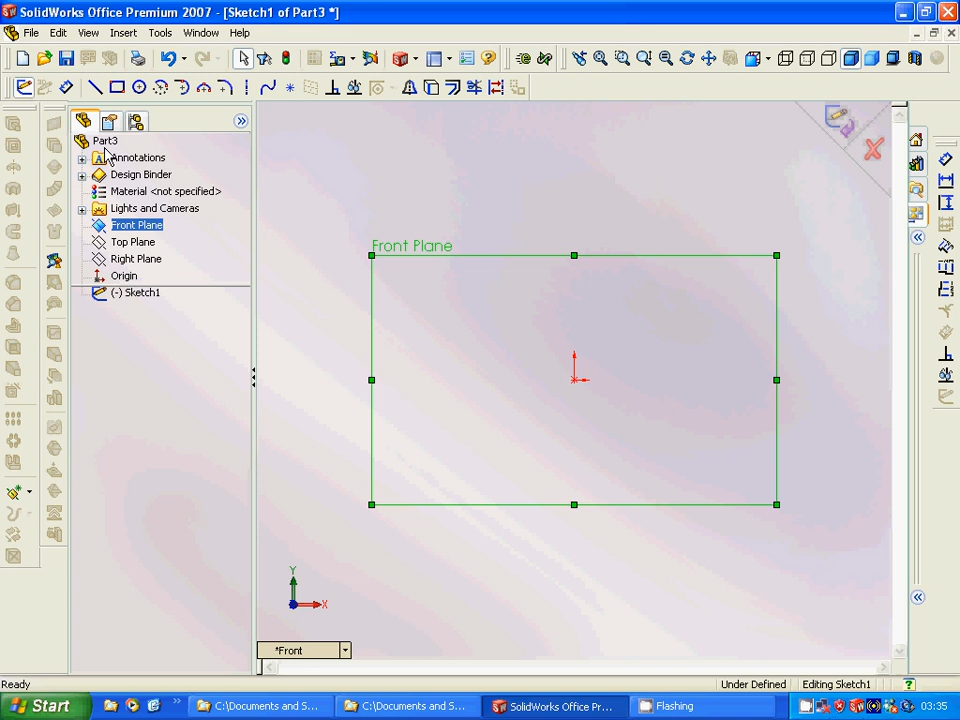 SolidWorks Office Premium 2007 - [Sketch1 of Part3 *]
File Edit View Insert Tools Window Help
Part3
Annotations
Design Binder
Material <not specified>
Lights and Cameras
Front Plane
Top Plane
Right Plane
Origin
(-) Sketch1
Front Plane
Y
X
*Front
Ready
Under Defined
Editing Sketch1
Start
C:\Documents and S...
C:\Documents and S...
SolidWorks Office Pr...
Flashing
03:35